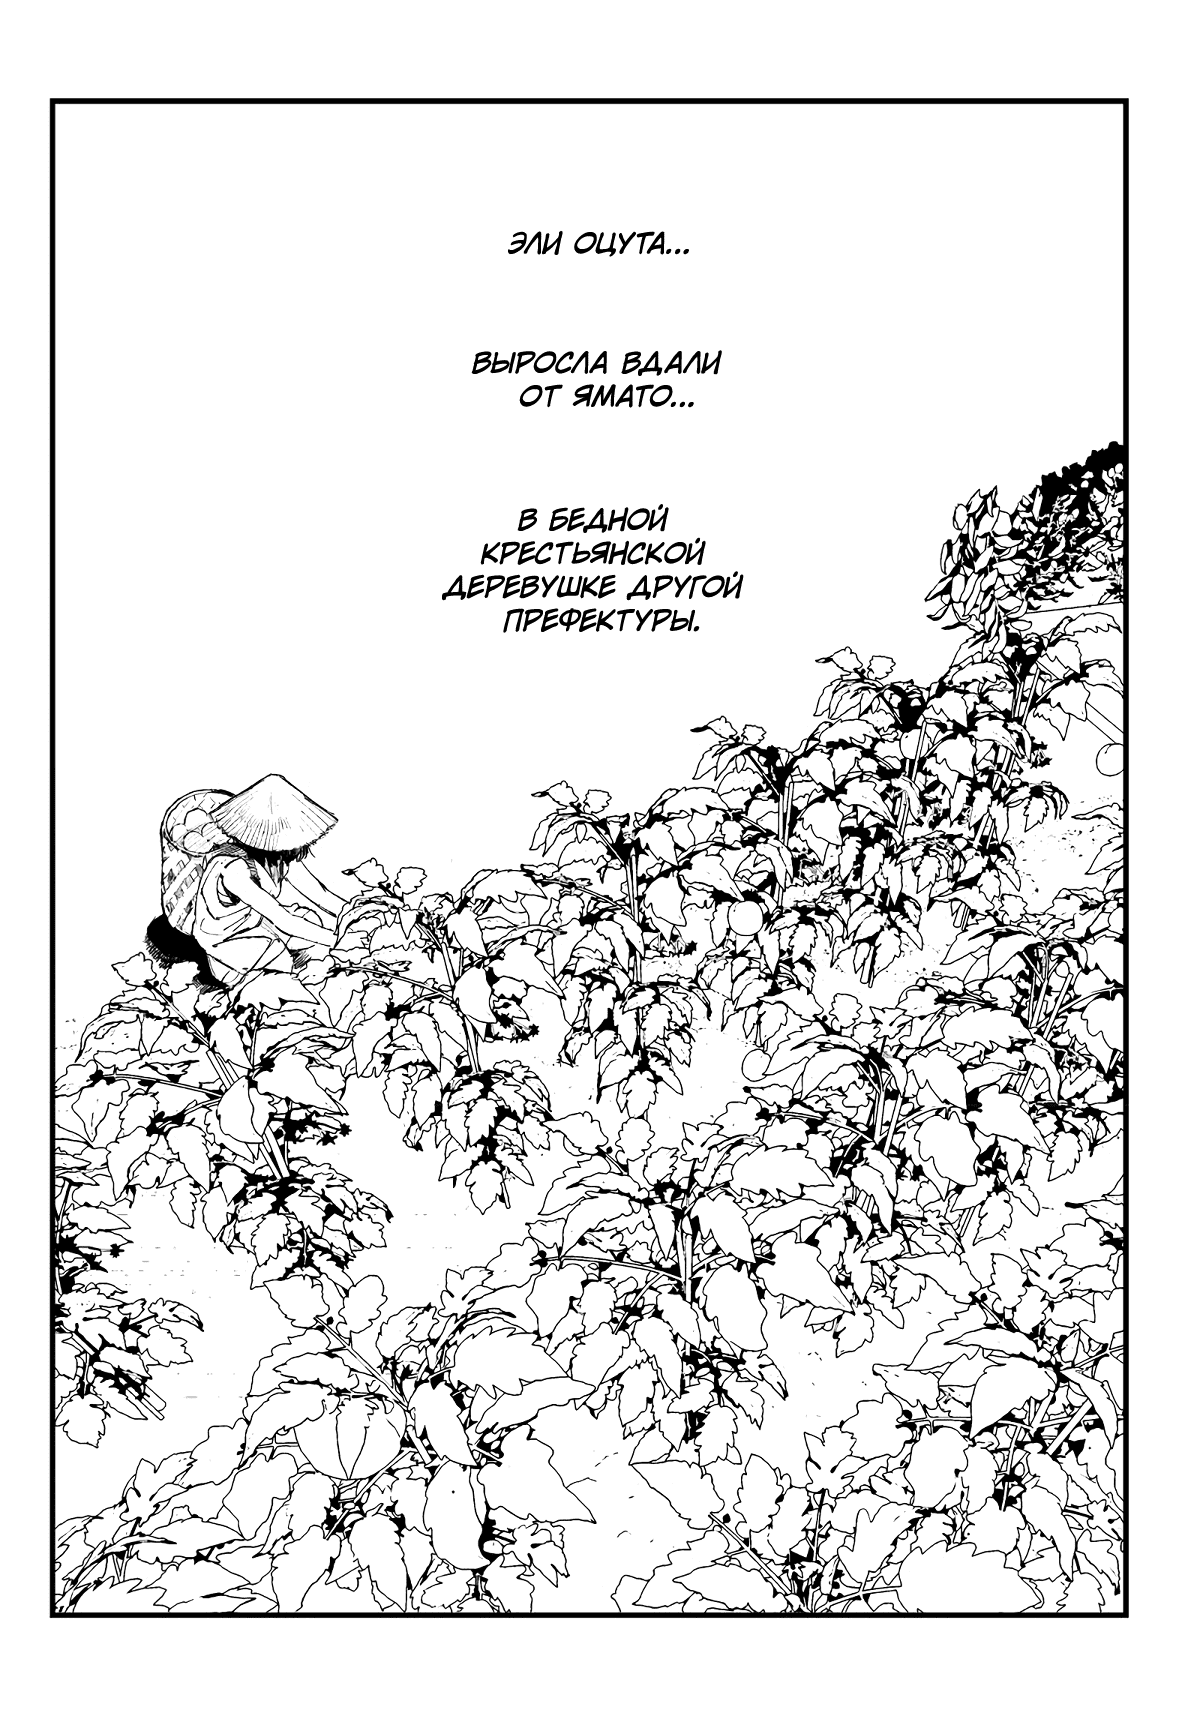 ЭЛИ ОЦУТА...
ВЫРОСЛА ВДАЛИ
ОТ ЯМАТО...
В БЕДНОЙ
КРЕСТЬЯНСКОЙ
ДЕРЕВУШКЕ ДРУГОЙ
ПРЕФЕКТУРЫ.